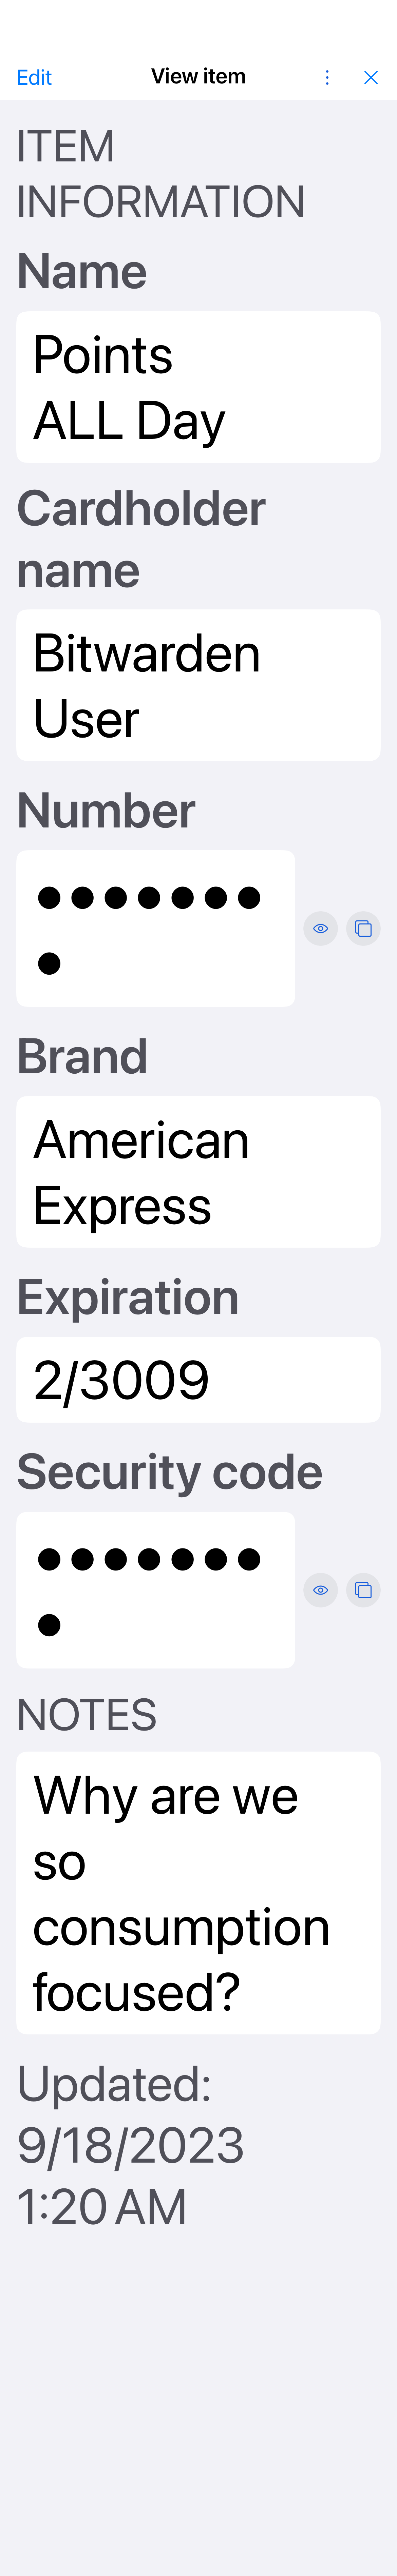 Edit
View item
ITEM
INFORMATION
Name
Points
ALL Day
Cardholder
name
Bitwarden
User
Number
●●●●●●●
●
Brand
American
Express
Expiration
2/3009
Security code
●●●●●●●
●
NOTES
Why are we
so
consumption
focused?
Updated:
9/18/2023
1:20 AM